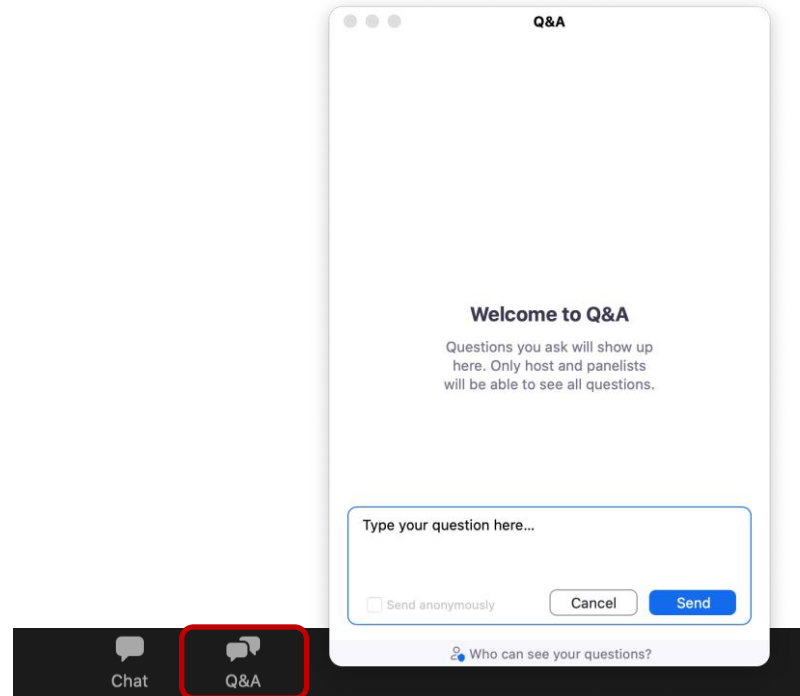 Q&A
Welcome to Q&A
Questions you ask will show up
here. Only host and panelists
will be able to see all questions.
Type your question here...
Send anonymously
Cancel
Send
Who can see your questions?
Chat
Q&A